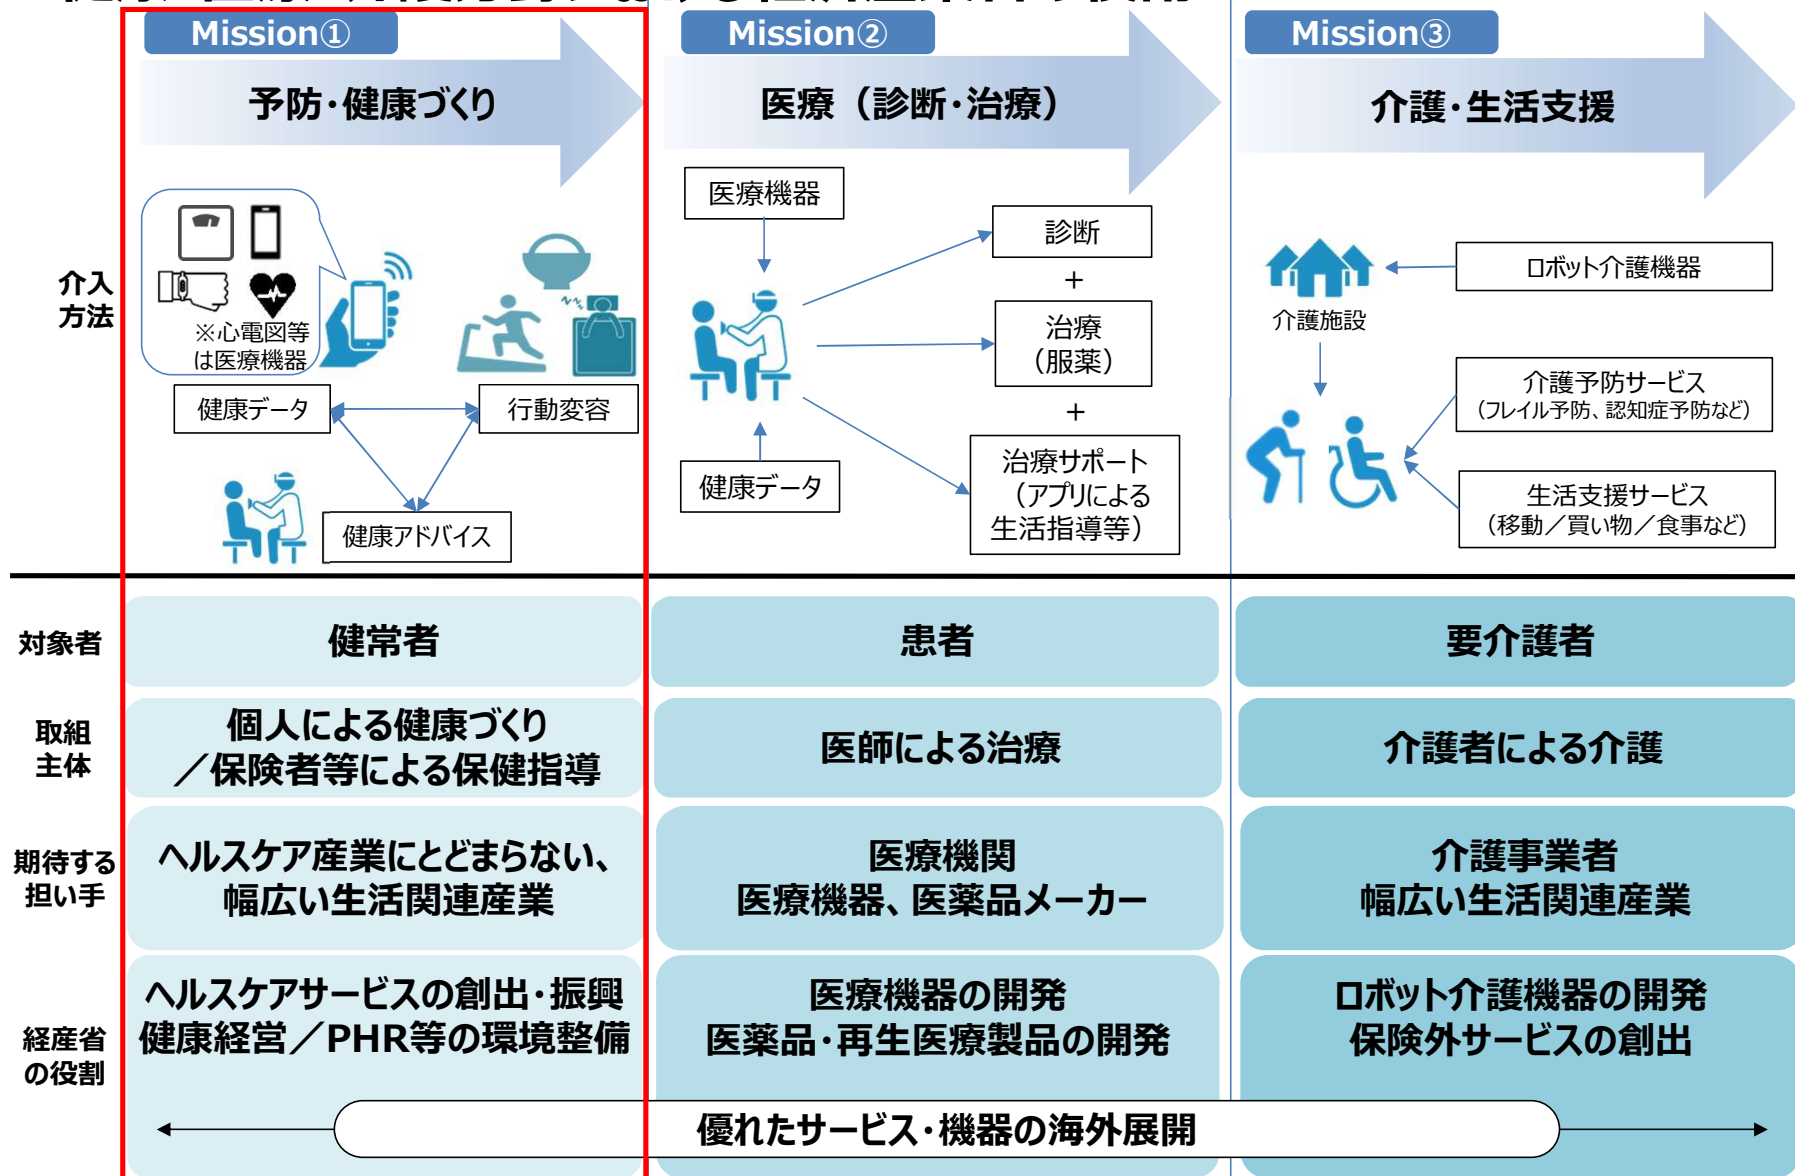 Mission①
Mission②
Mission③
予防・健康づくり
医療（診断・治療）
介護・生活支援
介入
方法
※心電図等
は医療機器
健康データ
行動変容
健康アドバイス
医療機器
健康データ
診断
+
治療
（服薬）
+
治療サポート
（アプリによる
生活指導等）
ロボット介護機器
介護施設
介護予防サービス
（フレイル予防、認知症予防など）
生活支援サービス
（移動／買い物／食事など）
対象者
健常者
患者
要介護者
取組
主体
個人による健康づくり
／保険者等による保健指導
医師による治療
介護者による介護
期待する
担い手
ヘルスケア産業にとどまらない、
幅広い生活関連産業
医療機関
医療機器、医薬品メーカー
介護事業者
幅広い生活関連産業
経産省
の役割
ヘルスケアサービスの創出・振興
健康経営／PHR等の環境整備
医療機器の開発
医薬品・再生医療製品の開発
ロボット介護機器の開発
保険外サービスの創出
優れたサービス・機器の海外展開